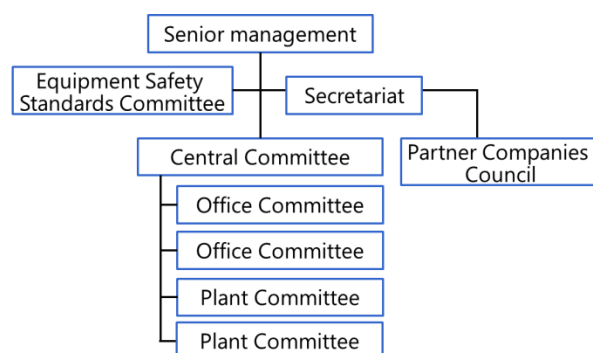 Senior management
Equipment Safety
Standards Committee
Secretariat
Central Committee
Partner Companies
Council
Office Committee
Office Committee
Plant Committee
Plant Committee